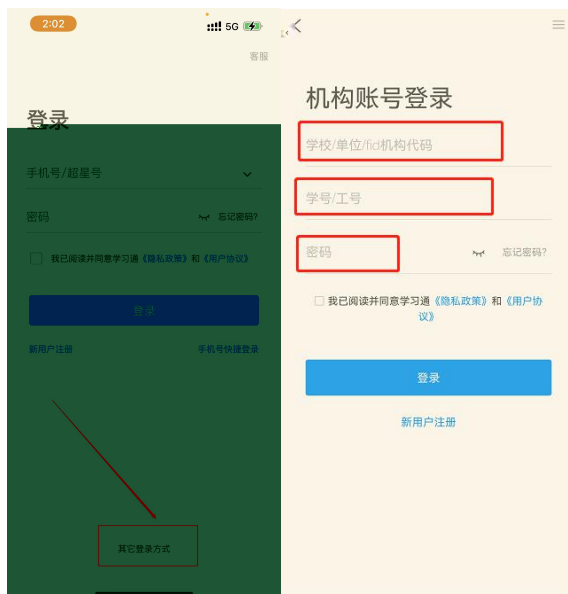 2:02
5G
客服
登录
手机号/超星号
密码
忘记密码?
我已阅读并同意学习通《隐私政策》和《用户协议》
登录
新用户注册
手机号快捷登录
其它登录方式
机构账号登录
学校/单位/fid机构代码
学号/工号
密码
忘记密码?
我已阅读并同意学习通《隐私政策》和《用户协
议》
登录
新用户注册